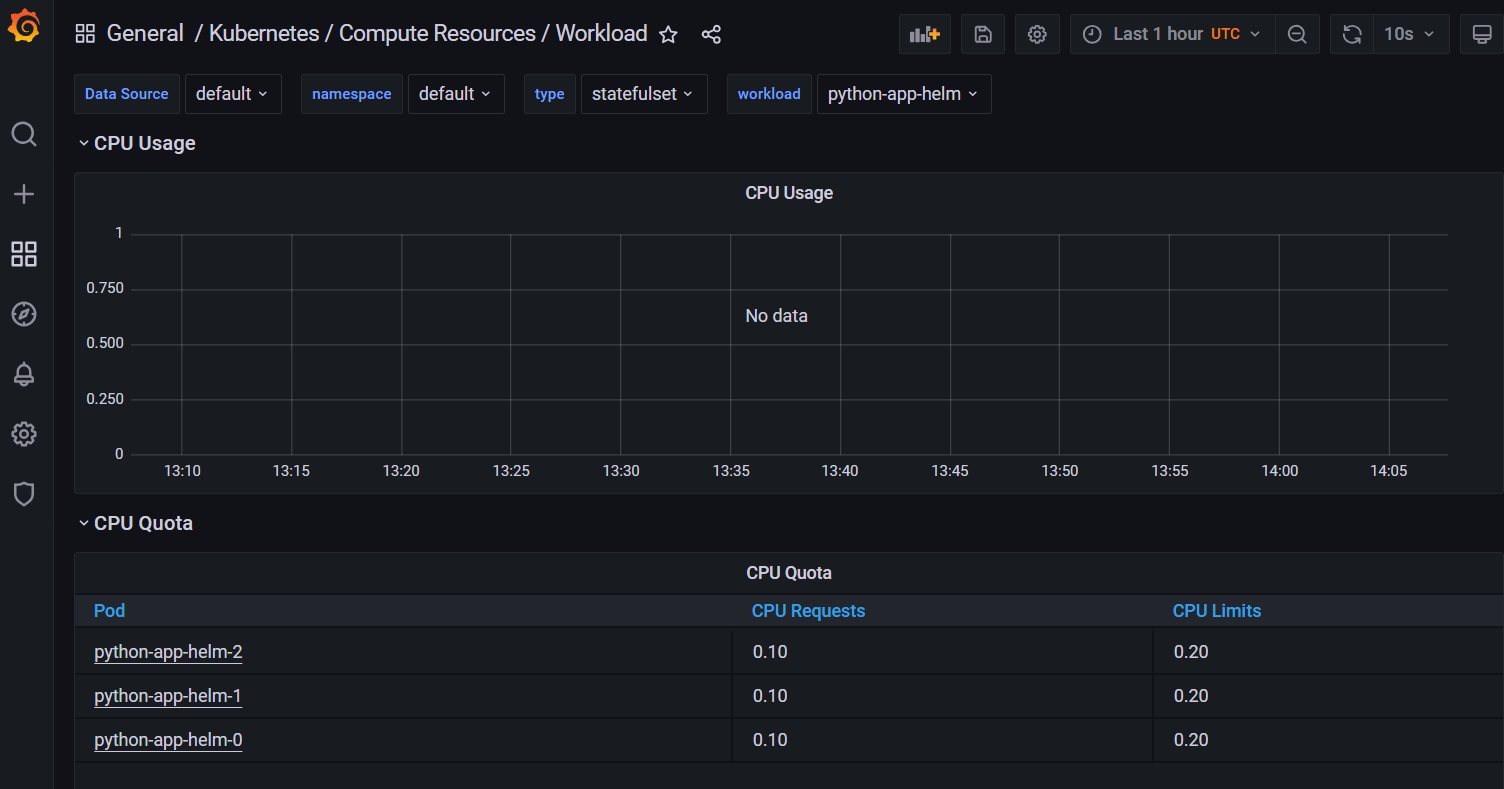 General / Kubernetes / Compute Resources / Workload
Last 1 hour UTC
10s
Data Source default namespace default type statefulset workload python-app-helm
CPU Usage
CPU Usage
1
0.750
No data
0.500
0.250
0
13:10 13:15 13:20 13:25 13:30 13:35 13:40 13:45 13:50 13:55 14:00 14:05
CPU Quota
CPU Quota
Pod CPU Requests CPU Limits
python-app-helm-2 0.10 0.20
python-app-helm-1 0.10 0.20
python-app-helm-0 0.10 0.20